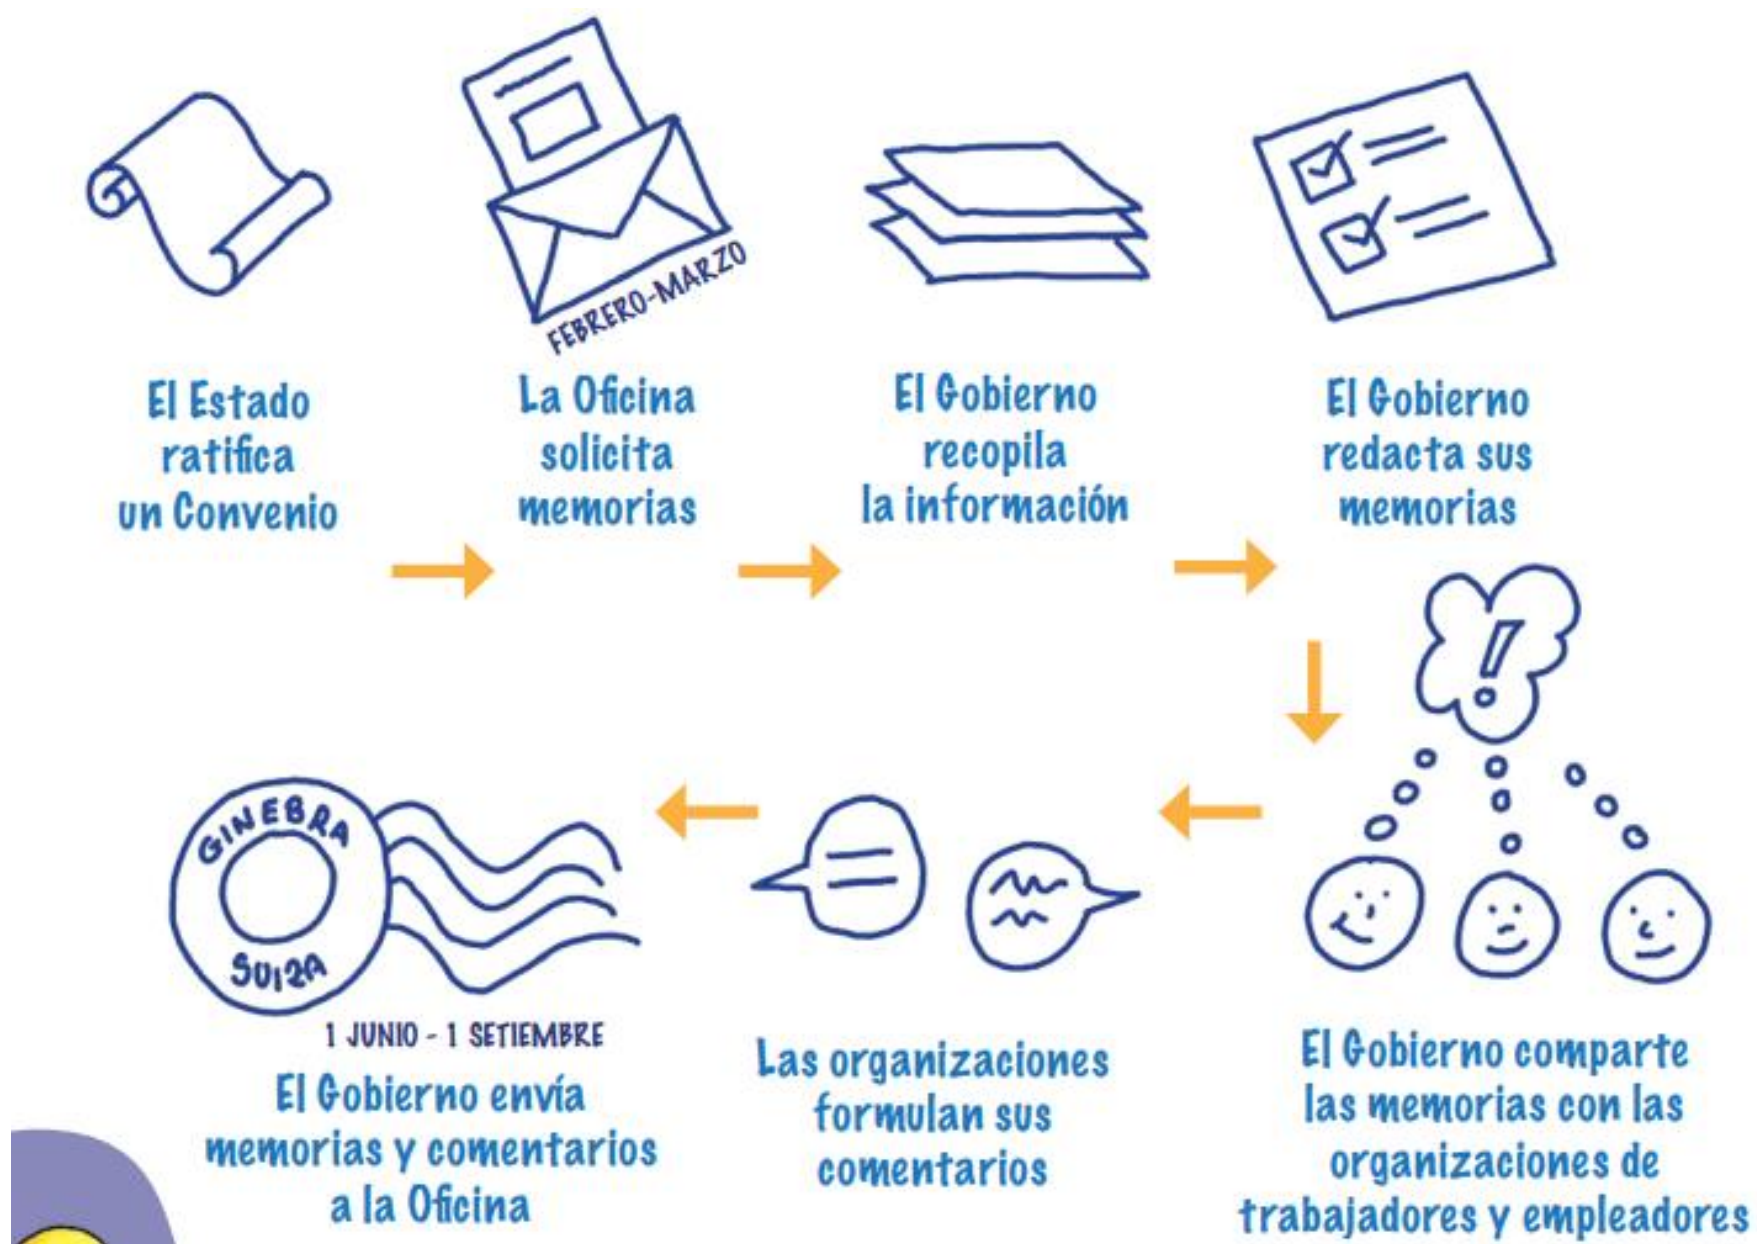 FEBRERO-MARZO
El Estado
ratifica
un Convenio
La Oficina
solicita
memorias
El Gobierno
recopila
la información
El Gobierno
redacta sus
memorias
!
El Gobierno comparte
las memorias con las
organizaciones de
trabajadores y empleadores
Las organizaciones
formulan sus
comentarios
GINEBRA
SUIZA
1 JUNIO - 1 SETIEMBRE
El Gobierno envía
memorias y comentarios
a la Oficina